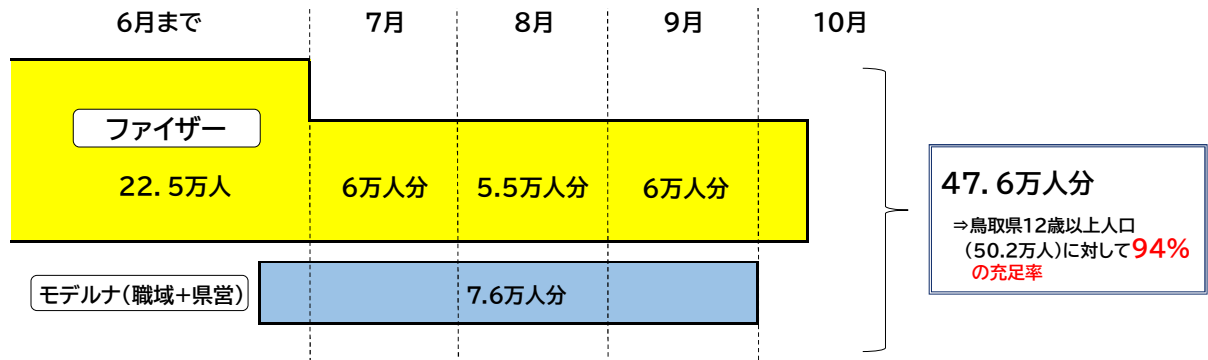 6月まで 7月 8月 9月 10月
ファイザー
22.5万人 6万人分 5.5万人分 6万人分
47.6万人分
⇒鳥取県12歳以上人口
(50.2万人)に対して94%
の充足率
モデルナ(職域+県営) 7.6万人分